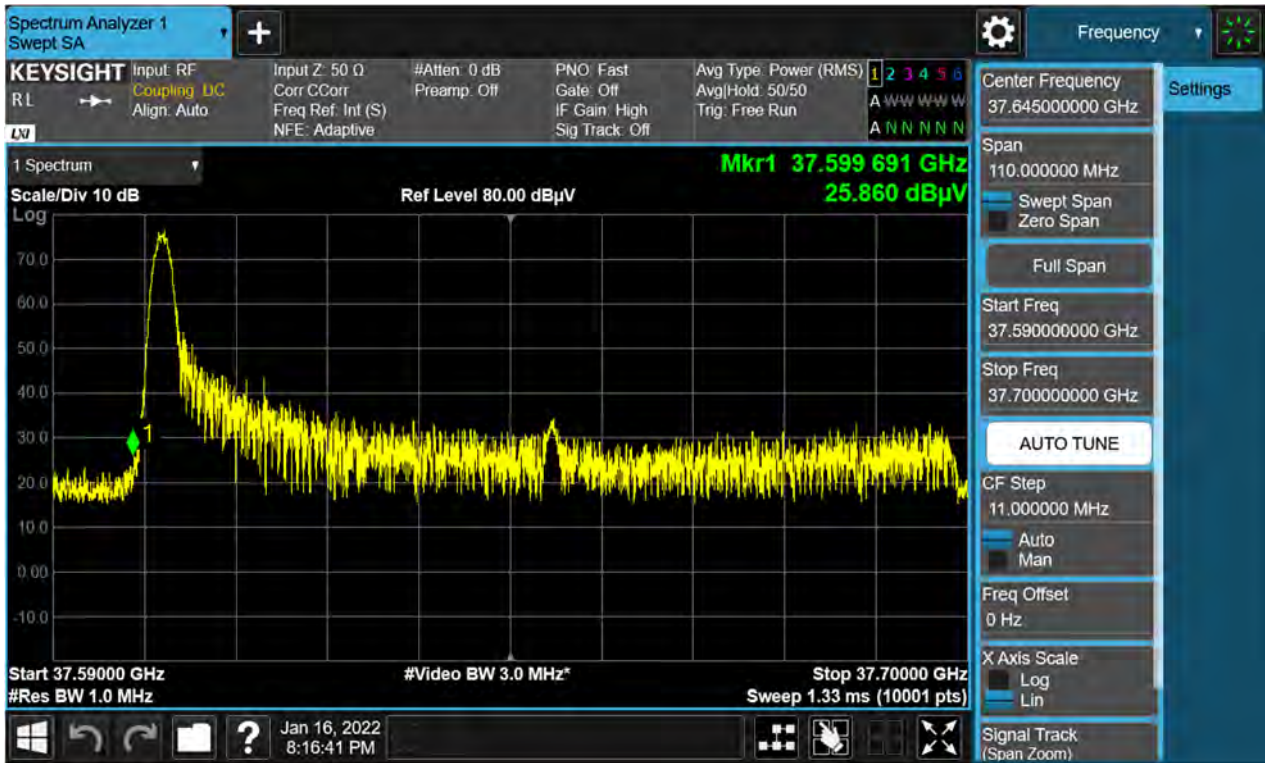 Spectrum Analyzer 1
Swept SA
+
Frequency
KEYSIGHT
RL
LXI
Input: RF
Coupling: DC
Align: Auto
Input Z: 50 Ω
Corr CCorr
Freq Ref: Int (S)
NFE: Adaptive
#Atten: 0 dB
Preamp: Off
PNO: Fast
Gate: Off
IF Gain: High
Sig Track: Off
Avg Type: Power (RMS)
Avg|Hold: 50/50
Trig: Free Run
1 2 3 4 5 6
A W W W W W
A N N N N N
1 Spectrum
Scale/Div 10 dB
Log
Ref Level 80.00 dBµV
Mkr1 37.599 691 GHz
25.860 dBµV
70.0
60.0
50.0
40.0
30.0
20.0
10.0
0.00
-10.0
1
Start 37.59000 GHz
#Res BW 1.0 MHz
#Video BW 3.0 MHz*
Stop 37.70000 GHz
Sweep 1.33 ms (10001 pts)
?
Jan 16, 2022
8:16:41 PM
Center Frequency
37.645000000 GHz
Span
110.000000 MHz
Swept Span
Zero Span
Full Span
Start Freq
37.590000000 GHz
Stop Freq
37.700000000 GHz
AUTO TUNE
CF Step
11.000000 MHz
Auto
Man
Freq Offset
0 Hz
X Axis Scale
Log
Lin
Signal Track
(Span Zoom)
Settings